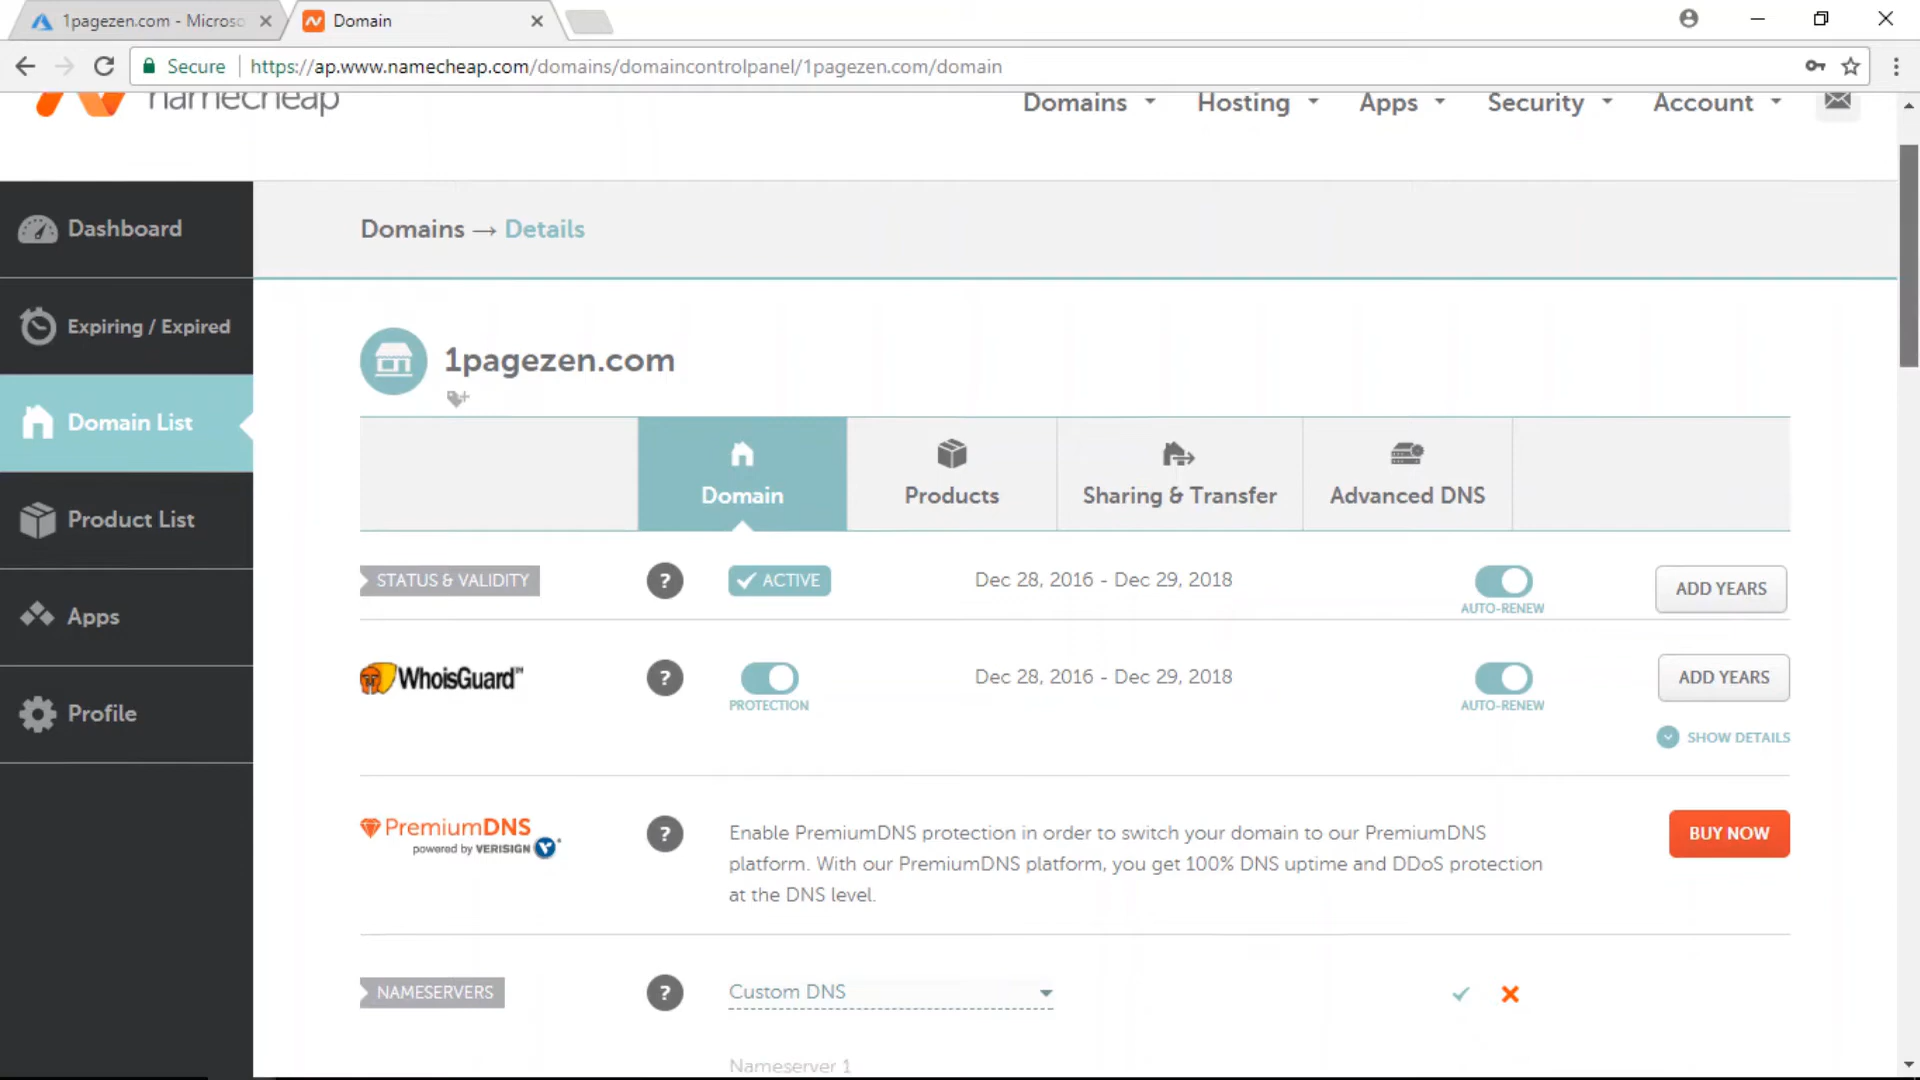 1pagezen.com - Microso
Domain
Secure
https://ap.www.namecheap.com/domains/domaincontrolpanel/1pagezen.com/domain
namecheap
Domains
Hosting
Apps
Security
Account
Dashboard
Expiring / Expired
Domain List
Product List
Apps
Profile
Domains → Details
1pagezen.com
Domain
Products
Sharing & Transfer
Advanced DNS
STATUS & VALIDITY
?
ACTIVE
Dec 28, 2016 - Dec 29, 2018
AUTO-RENEW
ADD YEARS
WhoisGuard™
?
PROTECTION
Dec 28, 2016 - Dec 29, 2018
AUTO-RENEW
ADD YEARS
SHOW DETAILS
PremiumDNS
powered by VERISIGN
?
Enable PremiumDNS protection in order to switch your domain to our PremiumDNS
platform. With our PremiumDNS platform, you get 100% DNS uptime and DDoS protection
at the DNS level.
BUY NOW
NAMESERVERS
?
Custom DNS
Nameserver 1